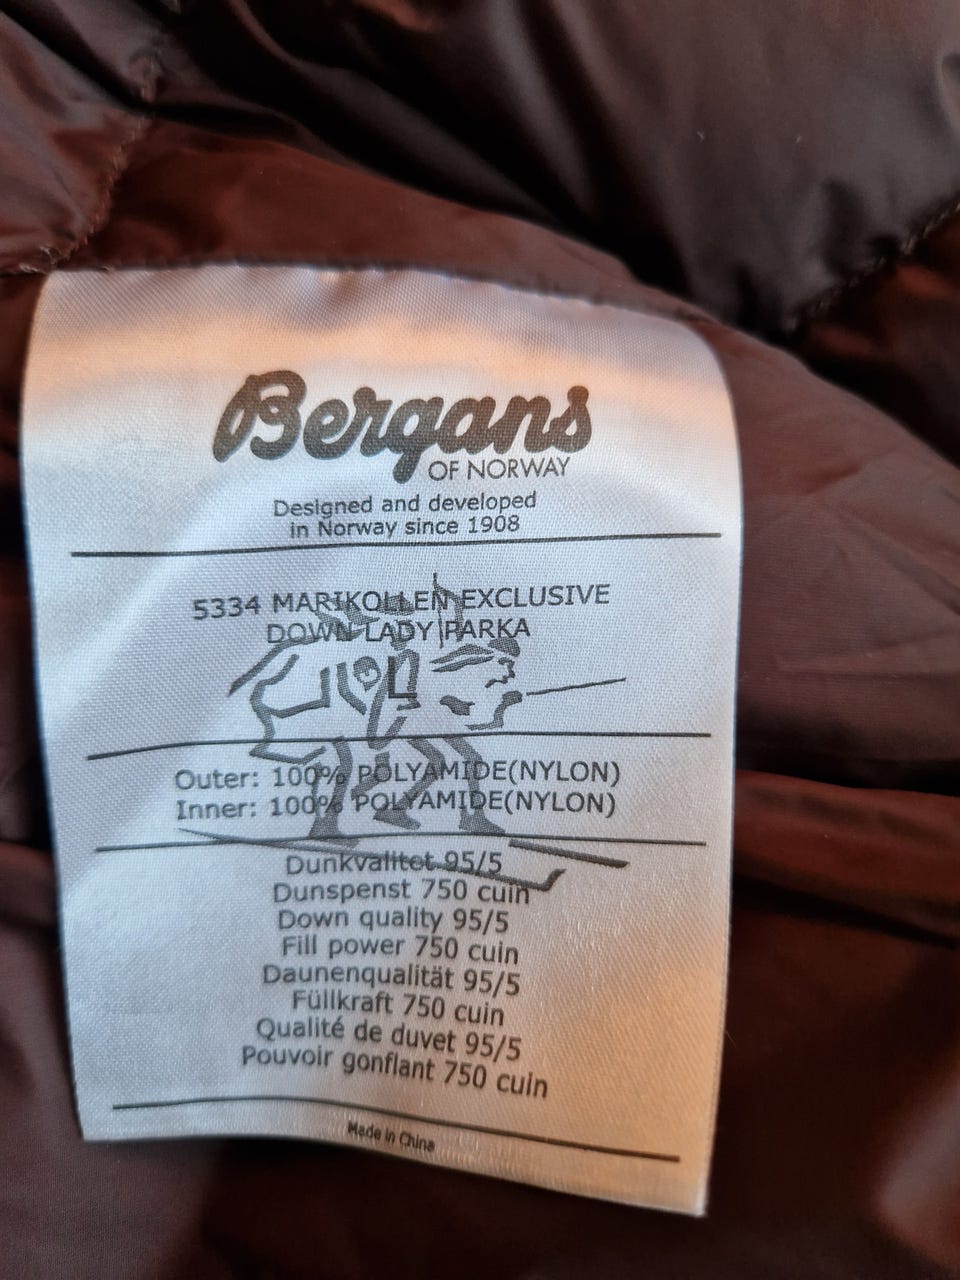 Bergans
OF NORWAY
Designed and developed
in Norway since 1908
5334 MARIKOLLEN EXCLUSIVE
DOWN LADY PARKA
Outer: 100% POLYAMIDE(NYLON)
Inner: 100% POLYAMIDE(NYLON)
Dunkvalitet 95/5
Dunspenst 750 cuin
Down quality 95/5
Fill power 750 cuin
Daunenqualität 95/5
Füllkraft 750 cuin
Qualité de duvet 95/5
Pouvoir gonflant 750 cuin
Made in China